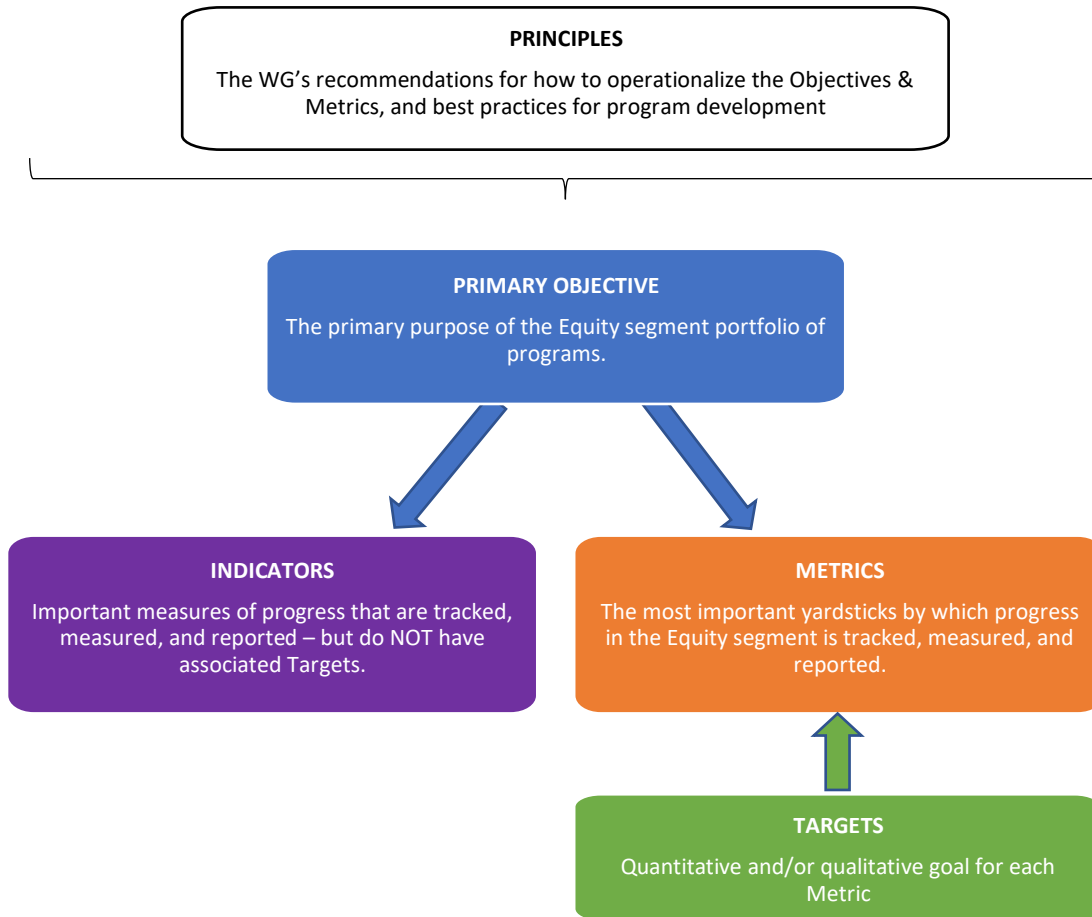 PRINCIPLES
The WG’s recommendations for how to operationalize the Objectives &
Metrics, and best practices for program development
PRIMARY OBJECTIVE
The primary purpose of the Equity segment portfolio of
programs.
INDICATORS
Important measures of progress that are tracked,
measured, and reported – but do NOT have
associated Targets.
METRICS
The most important yardsticks by which progress
in the Equity segment is tracked, measured, and
reported.
TARGETS
Quantitative and/or qualitative goal for each
Metric